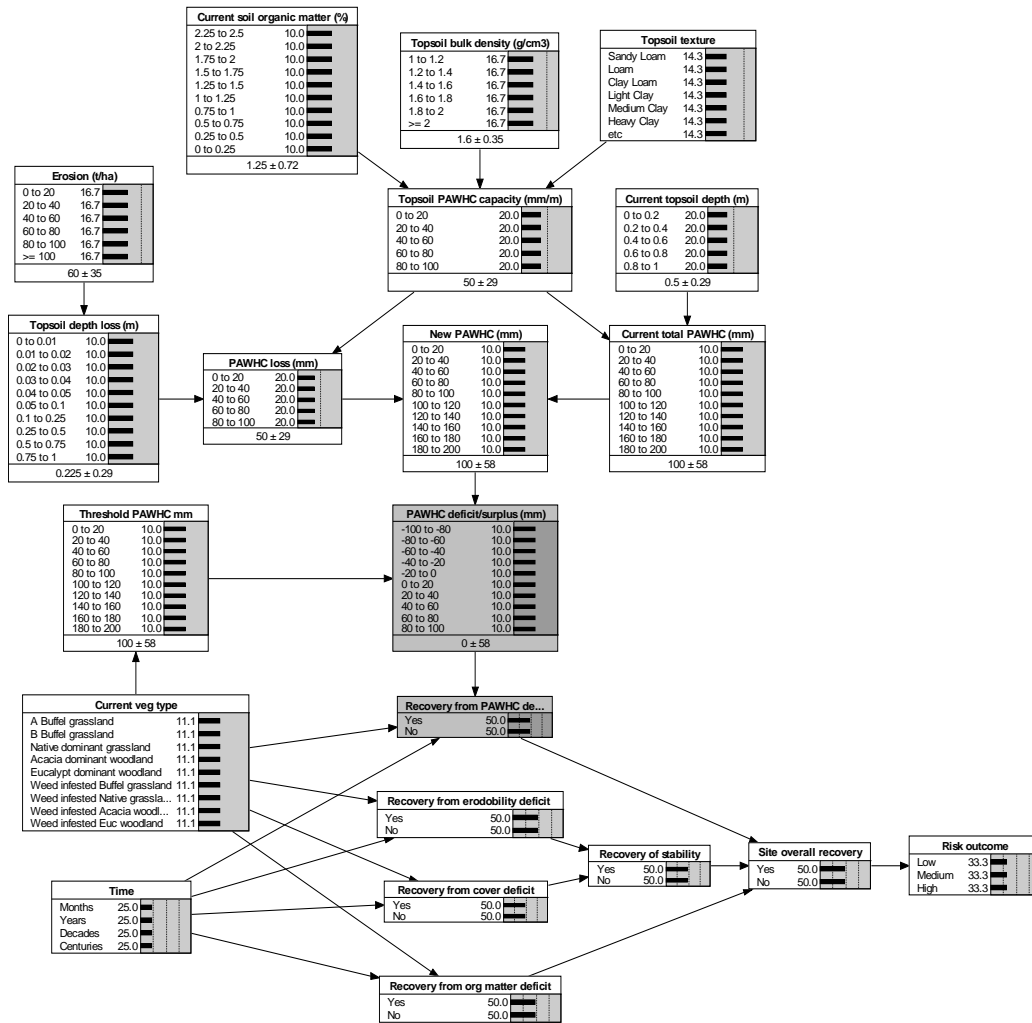 Current soil organic matter (%)
2.25 to 2.5 10.0
2 to 2.25 10.0
1.75 to 2 10.0
1.5 to 1.75 10.0
1.25 to 1.5 10.0
1 to 1.25 10.0
0.75 to 1 10.0
0.5 to 0.75 10.0
0.25 to 0.5 10.0
0 to 0.25 10.0
1.25 ± 0.72
Topsoil bulk density (g/cm3)
1 to 1.2 16.7
1.2 to 1.4 16.7
1.4 to 1.6 16.7
1.6 to 1.8 16.7
1.8 to 2 16.7
>= 2 16.7
1.6 ± 0.35
Topsoil texture
Sandy Loam 14.3
Loam 14.3
Clay Loam 14.3
Light Clay 14.3
Medium Clay 14.3
Heavy Clay 14.3
etc 14.3
Erosion (t/ha)
0 to 20 16.7
20 to 40 16.7
40 to 60 16.7
60 to 80 16.7
80 to 100 16.7
>= 100 16.7
60 ± 35
Topsoil PAWHC capacity (mm/m)
0 to 20 20.0
20 to 40 20.0
40 to 60 20.0
60 to 80 20.0
80 to 100 20.0
50 ± 29
Current topsoil depth (m)
0 to 0.2 20.0
0.2 to 0.4 20.0
0.4 to 0.6 20.0
0.6 to 0.8 20.0
0.8 to 1 20.0
0.5 ± 0.29
Topsoil depth loss (m)
0 to 0.01 10.0
0.01 to 0.02 10.0
0.02 to 0.03 10.0
0.03 to 0.04 10.0
0.04 to 0.05 10.0
0.05 to 0.1 10.0
0.1 to 0.25 10.0
0.25 to 0.5 10.0
0.5 to 0.75 10.0
0.75 to 1 10.0
0.225 ± 0.29
PAWHC loss (mm)
0 to 20 20.0
20 to 40 20.0
40 to 60 20.0
60 to 80 20.0
80 to 100 20.0
50 ± 29
New PAWHC (mm)
0 to 20 10.0
20 to 40 10.0
40 to 60 10.0
60 to 80 10.0
80 to 100 10.0
100 to 120 10.0
120 to 140 10.0
140 to 160 10.0
160 to 180 10.0
180 to 200 10.0
100 ± 58
Current total PAWHC (mm)
0 to 20 10.0
20 to 40 10.0
40 to 60 10.0
60 to 80 10.0
80 to 100 10.0
100 to 120 10.0
120 to 140 10.0
140 to 160 10.0
160 to 180 10.0
180 to 200 10.0
100 ± 58
Threshold PAWHC mm
0 to 20 10.0
20 to 40 10.0
40 to 60 10.0
60 to 80 10.0
80 to 100 10.0
100 to 120 10.0
120 to 140 10.0
140 to 160 10.0
160 to 180 10.0
180 to 200 10.0
100 ± 58
PAWHC deficit/surplus (mm)
-100 to -80 10.0
-80 to -60 10.0
-60 to -40 10.0
-40 to -20 10.0
-20 to 0 10.0
0 to 20 10.0
20 to 40 10.0
40 to 60 10.0
60 to 80 10.0
80 to 100 10.0
0 ± 58
Current veg type
A Buffel grassland 11.1
B Buffel grassland 11.1
Native dominant grassland 11.1
Acacia dominant woodland 11.1
Eucalypt dominant woodland 11.1
Weed infested Buffel grassland 11.1
Weed infested Native grassla... 11.1
Weed infested Acacia woodl... 11.1
Weed infested Euc woodland 11.1
Recovery from PAWHC de...
Yes 50.0
No 50.0
Recovery from erodobility deficit
Yes 50.0
No 50.0
Recovery of stability
Yes 50.0
No 50.0
Site overall recovery
Yes 50.0
No 50.0
Risk outcome
Low 33.3
Medium 33.3
High 33.3
Time
Months 25.0
Years 25.0
Decades 25.0
Centuries 25.0
Recovery from cover deficit
Yes 50.0
No 50.0
Recovery from org matter deficit
Yes 50.0
No 50.0